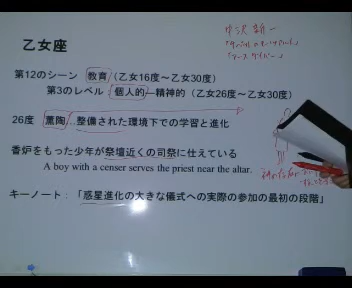 乙女座
中沢 新一
第12のシーン 教育 (乙女16度～乙女30度)
第3のレベル:個人的―精神的 (乙女26度～乙女30度)
26度 薫陶…整備された環境下での学習と進化
香炉をもった少年が祭壇近くの司祭に仕えている
A boy with a censer serves the priest near the altar.
キーノート:「惑星進化の大きな儀式への実際の参加の最初の段階」